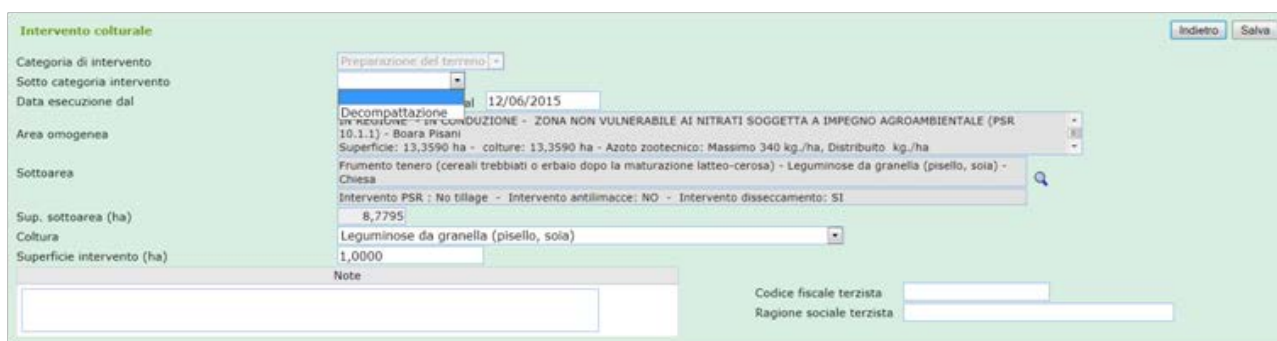 Intervento colturale
Indietro Salva
Categoria di intervento Preparazione del terreno
Sotto categoria intervento
Data esecuzione dal al 12/06/2015
Decompattazione
IN REGIONE - IN CONDUZIONE - ZONA NON VULNERABILE AI NITRATI SOGGETTA A IMPEGNO AGROAMBIENTALE (PSR
Area omogenea 10.1.1) - Boara Pisani
Superficie: 13,3590 ha - colture: 13,3590 ha - Azoto zootecnico: Massimo 340 kg./ha, Distribuito kg./ha
Sottoarea Frumento tenero (cereali trebbiati o erbaio dopo la maturazione latteo-cerosa) - Leguminose da granella (pisello, soia) -
Chiesa
Intervento PSR : No tillage - Intervento antilimacce: NO - Intervento disseccamento: SI
Sup. sottoarea (ha) 8,7795
Coltura Leguminose da granella (pisello, soia)
Superficie intervento (ha) 1,0000
Note
Codice fiscale terzista
Ragione sociale terzista